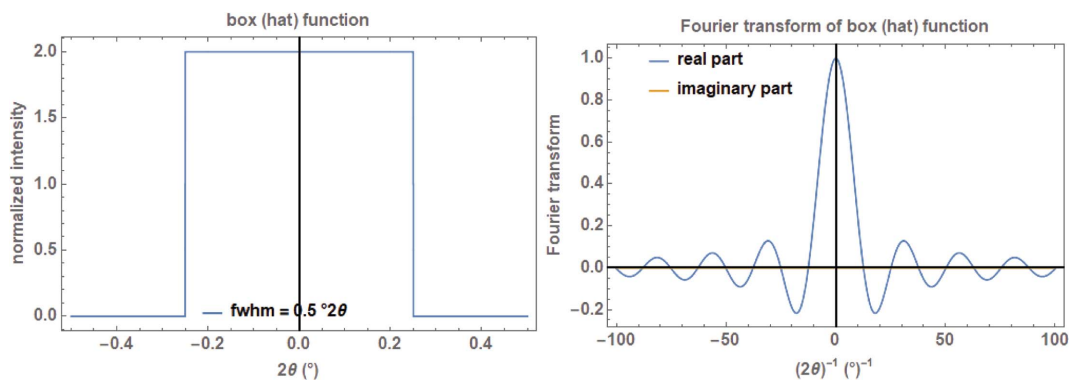 box (hat) function
normalized intensity
2.0
1.5
1.0
0.5
0.0
fwhm = 0.5 °2θ
−0.4
−0.2
0.0
0.2
0.4
2θ (°)
Fourier transform of box (hat) function
Fourier transform
real part
imaginary part
1.0
0.8
0.6
0.4
0.2
0.0
−0.2
−100
−50
0
50
100
(2θ)⁻¹ (°)⁻¹